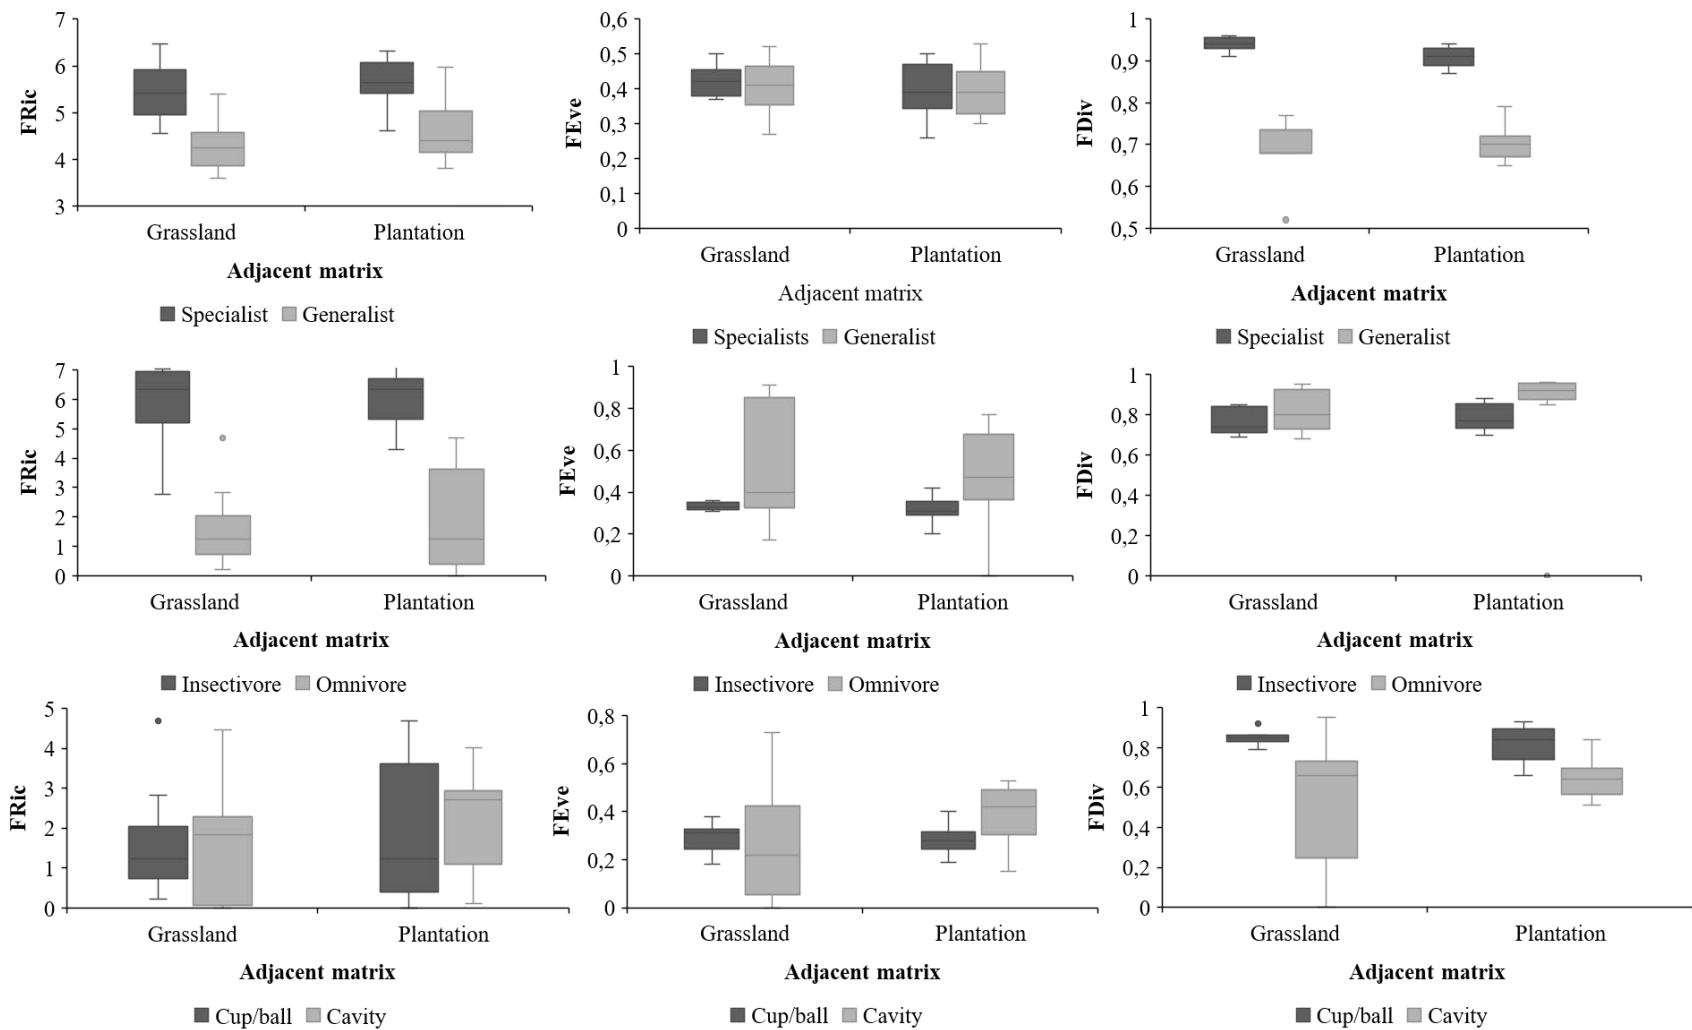 FRic
7
6
5
4
3
Grassland Plantation
Adjacent matrix
Specialist Generalist
FEve
0,6
0,5
0,4
0,3
0,2
0,1
0
Grassland Plantation
Adjacent matrix
Specialists Generalist
FDiv
1
0,9
0,8
0,7
0,6
0,5
Grassland Plantation
Adjacent matrix
Specialist Generalist
FRic
7
6
5
4
3
2
1
0
Grassland Plantation
Adjacent matrix
Insectivore Omnivore
FEve
1
0,8
0,6
0,4
0,2
0
Grassland Plantation
Adjacent matrix
Insectivore Omnivore
FDiv
1
0,8
0,6
0,4
0,2
0
Grassland Plantation
Adjacent matrix
Insectivore Omnivore
FRic
5
4
3
2
1
0
Grassland Plantation
Adjacent matrix
Cup/ball Cavity
FEve
0,8
0,6
0,4
0,2
0
Grassland Plantation
Adjacent matrix
Cup/ball Cavity
FDiv
1
0,8
0,6
0,4
0,2
0
Grassland Plantation
Adjacent matrix
Cup/ball Cavity